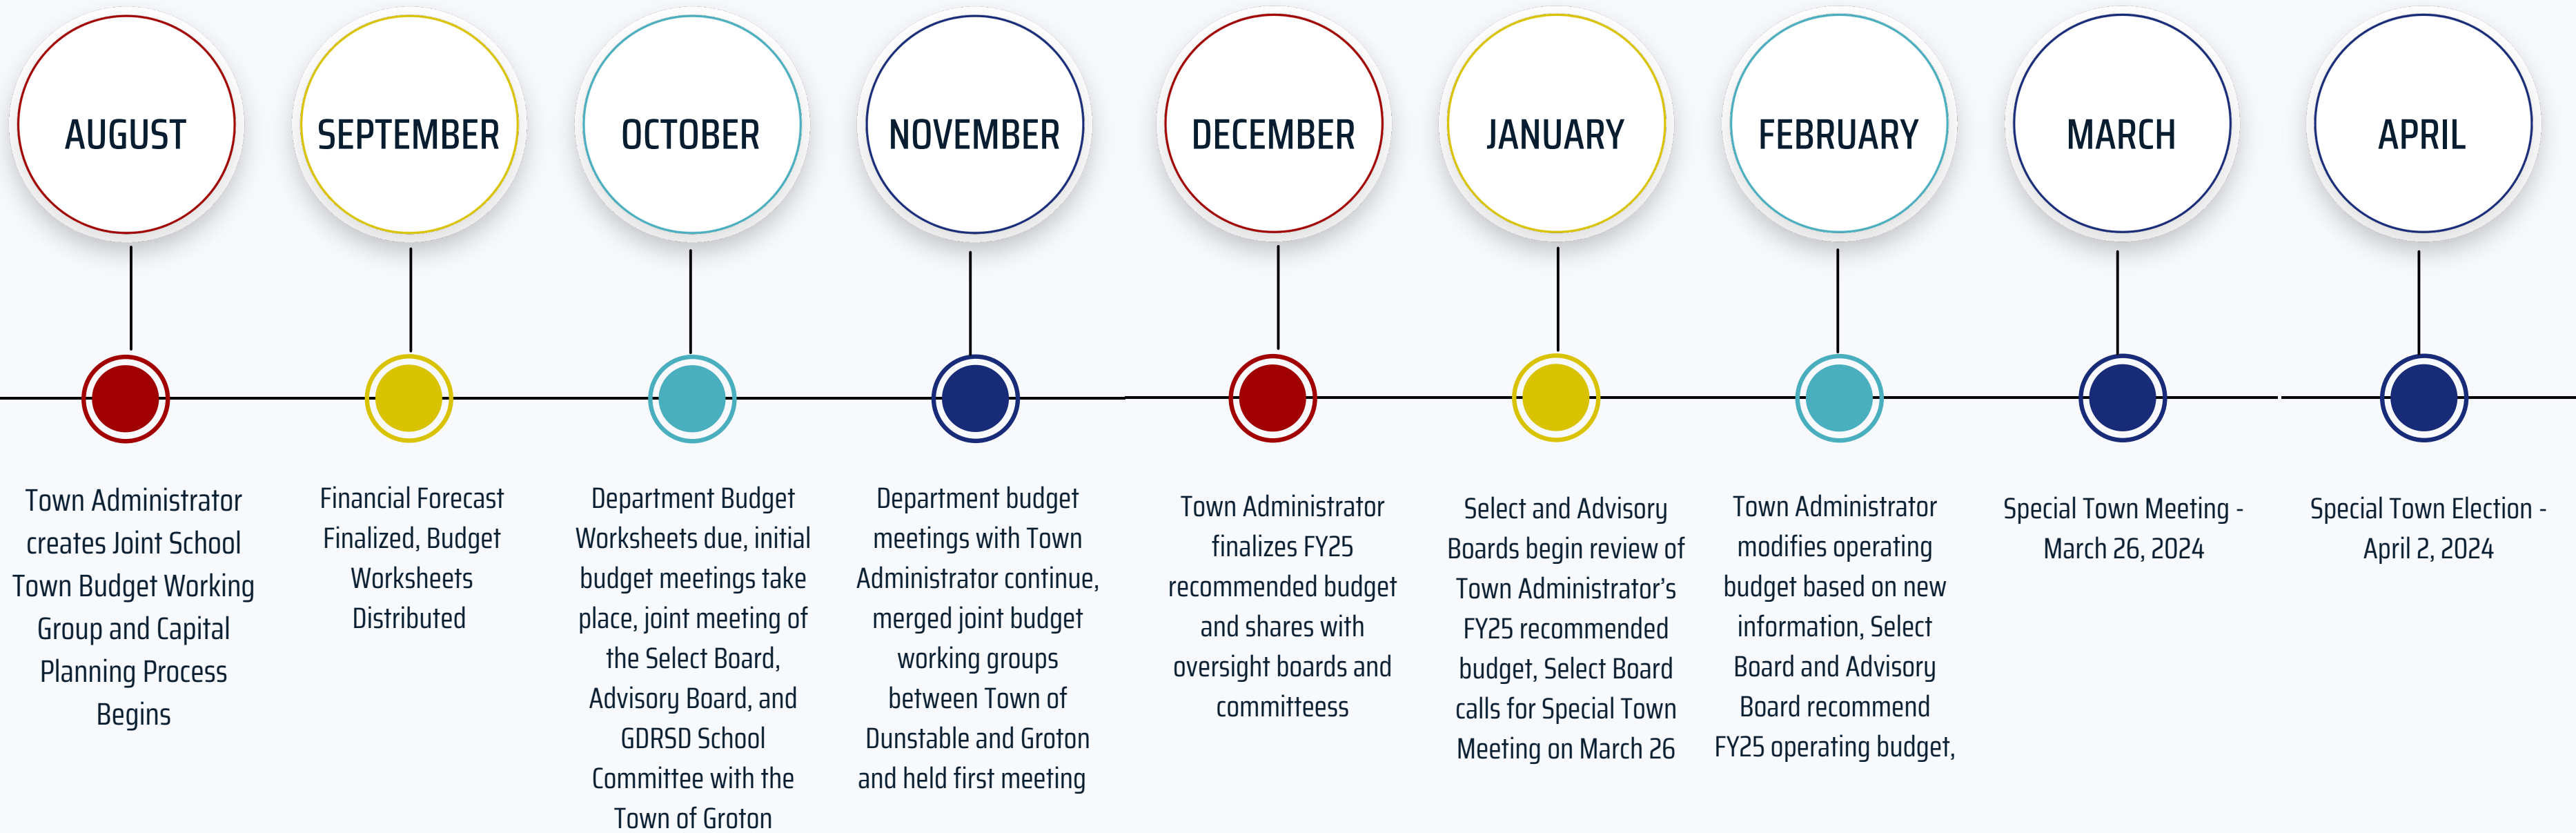 AUGUST
SEPTEMBER
OCTOBER
NOVEMBER
DECEMBER
JANUARY
FEBRUARY
MARCH
APRIL
Town Administrator
creates Joint School
Town Budget Working
Group and Capital
Planning Process
Begins
Financial Forecast
Finalized, Budget
Worksheets
Distributed
Department Budget
Worksheets due, initial
budget meetings take
place, joint meeting of
the Select Board,
Advisory Board, and
GDRSD School
Committee with the
Town of Groton
Department budget
meetings with Town
Administrator continue,
merged joint budget
working groups
between Town of
Dunstable and Groton
and held first meeting
Town Administrator
finalizes FY25
recommended budget
and shares with
oversight boards and
committeess
Select and Advisory
Boards begin review of
Town Administrator’s
FY25 recommended
budget, Select Board
calls for Special Town
Meeting on March 26
Town Administrator
modifies operating
budget based on new
information, Select
Board and Advisory
Board recommend
FY25 operating budget,
Special Town Meeting -
March 26, 2024
Special Town Election -
April 2, 2024